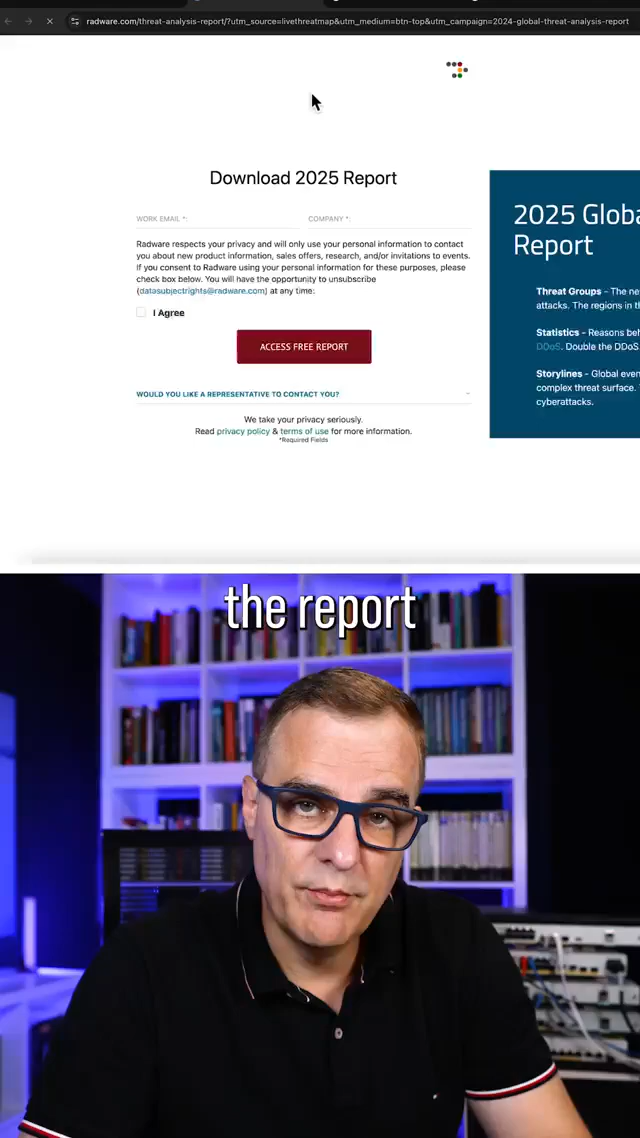 radware.com/threat-analysis-report/?utm_source=livethreatmap&utm_medium=btn-top&utm_campaign=2024-global-threat-analysis-report
Download 2025 Report
WORK EMAIL *:
COMPANY *:
Radware respects your privacy and will only use your personal information to contact
you about new product information, sales offers, research, and/or invitations to events.
If you consent to Radware using your personal information for these purposes, please
check box below. You will have the opportunity to unsubscribe
(datasubjectrights@radware.com) at any time:
I Agree
ACCESS FREE REPORT
WOULD YOU LIKE A REPRESENTATIVE TO CONTACT YOU?
We take your privacy seriously.
Read privacy policy & terms of use for more information.
*Required Fields
2025 Globa
Report
Threat Groups - The ne
attacks. The regions in th
Statistics - Reasons beh
DDoS. Double the DDoS.
Storylines - Global even
complex threat surface. T
cyberattacks.
the report